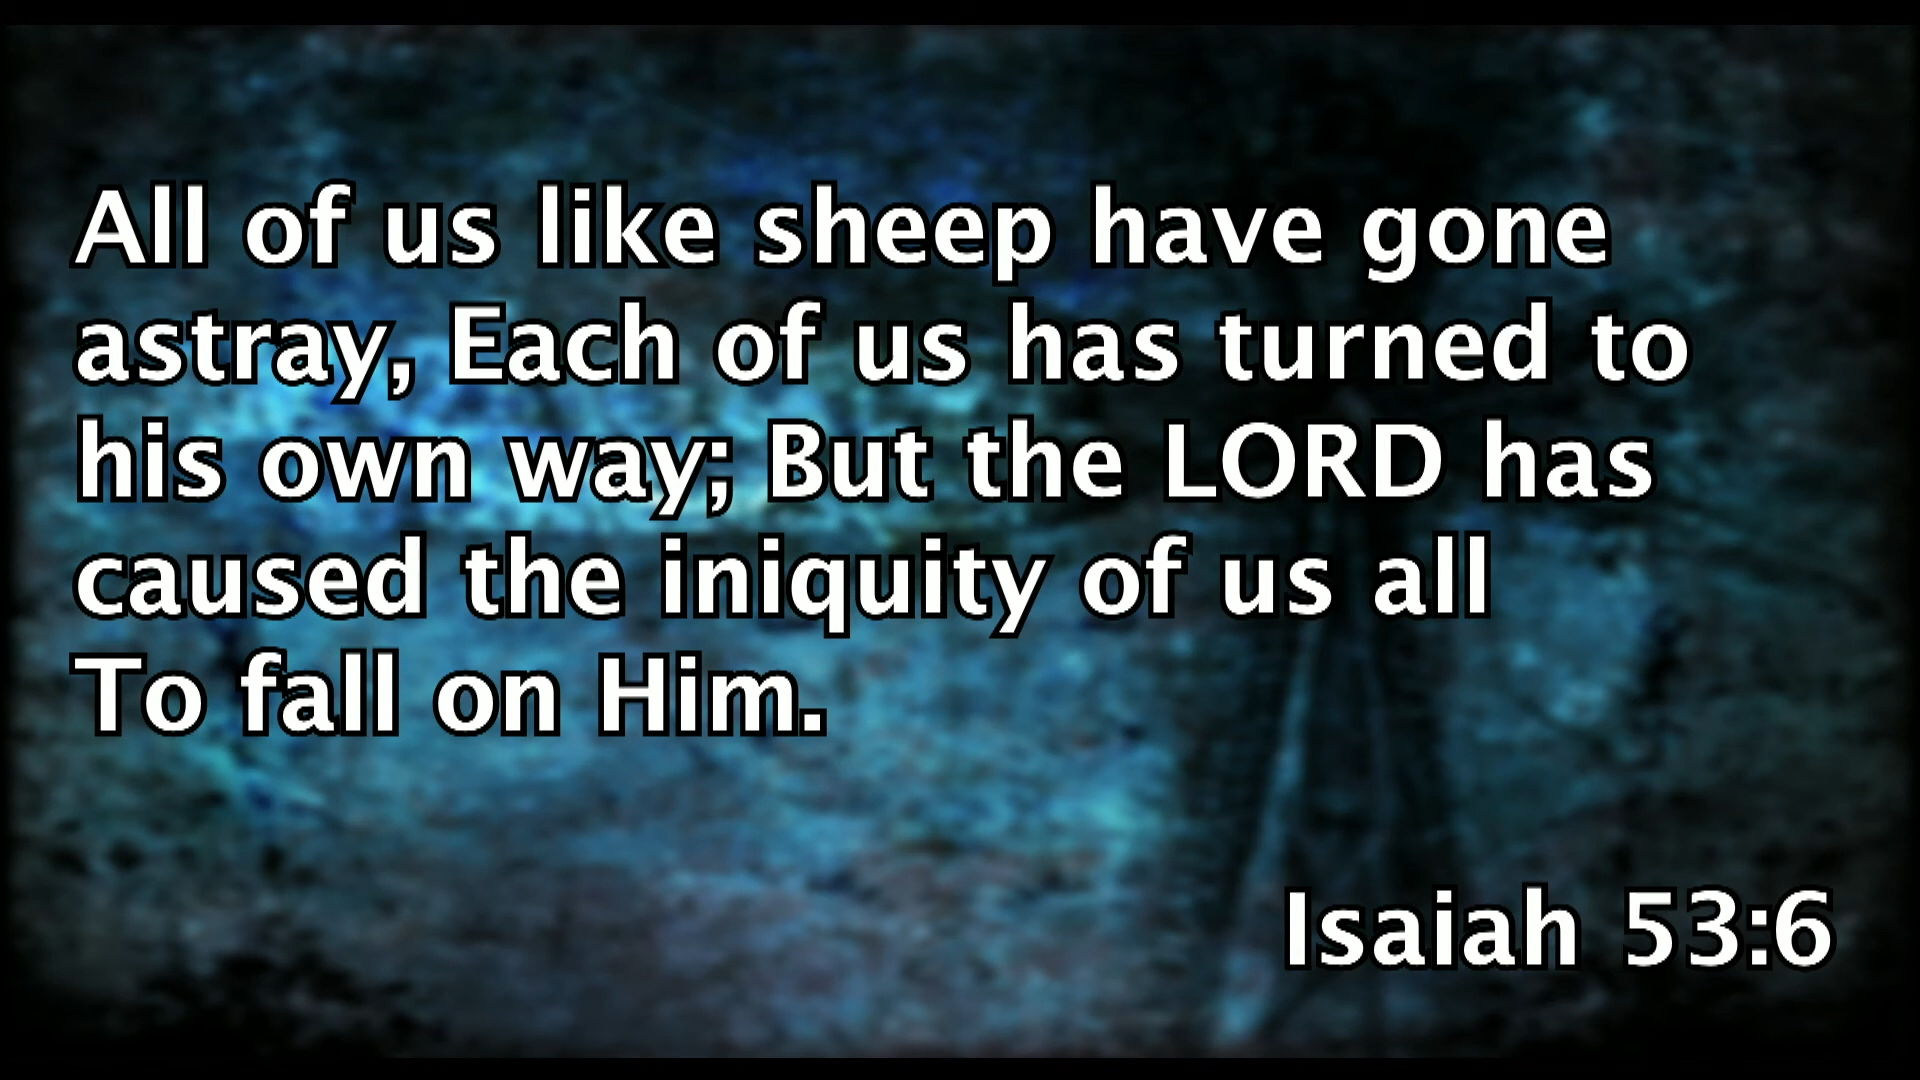 All of us like sheep have gone
astray, Each of us has turned to
his own way; But the LORD has
caused the iniquity of us all
To fall on Him.
Isaiah 53:6